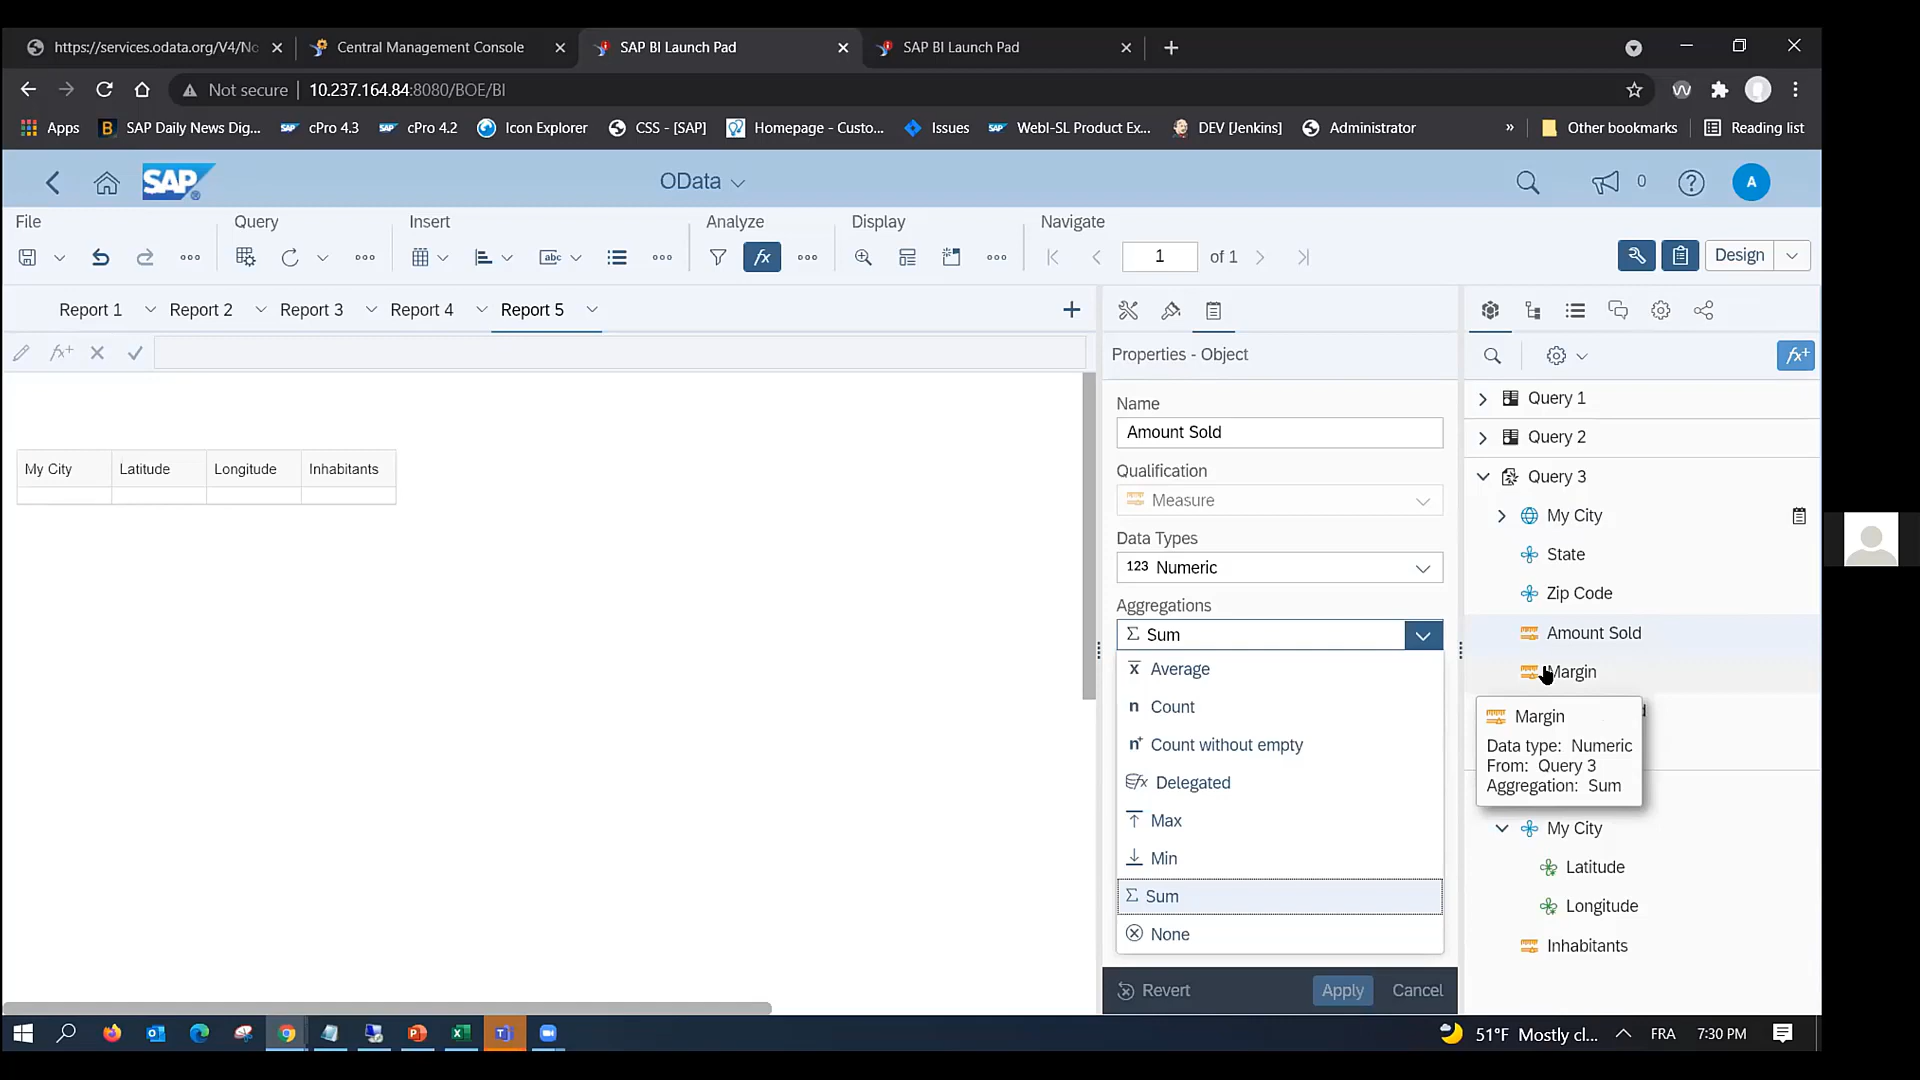 https://services.odata.org/V4/Nc
Central Management Console
SAP BI Launch Pad
SAP BI Launch Pad
Not secure
10.237.164.84:8080/BOE/BI
Apps
SAP Daily News Dig...
cPro 4.3
cPro 4.2
Icon Explorer
CSS - [SAP]
Homepage - Custo...
Issues
WebI-SL Product Ex...
DEV [Jenkins]
Administrator
»
Other bookmarks
Reading list
SAP
OData
0
A
File
Query
Insert
Analyze
Display
Navigate
1
of 1
Design
Report 1
Report 2
Report 3
Report 4
Report 5
My City
Latitude
Longitude
Inhabitants
Properties - Object
Name
Amount Sold
Qualification
Measure
Data Types
123 Numeric
Aggregations
Σ Sum
x Average
n Count
n+ Count without empty
Delegated
Max
Min
Σ Sum
None
Revert
Apply
Cancel
Query 1
Query 2
Query 3
My City
State
Zip Code
Amount Sold
Margin
Margin
Data type: Numeric
From: Query 3
Aggregation: Sum
My City
Latitude
Longitude
Inhabitants
51°F Mostly cl...
FRA
7:30 PM